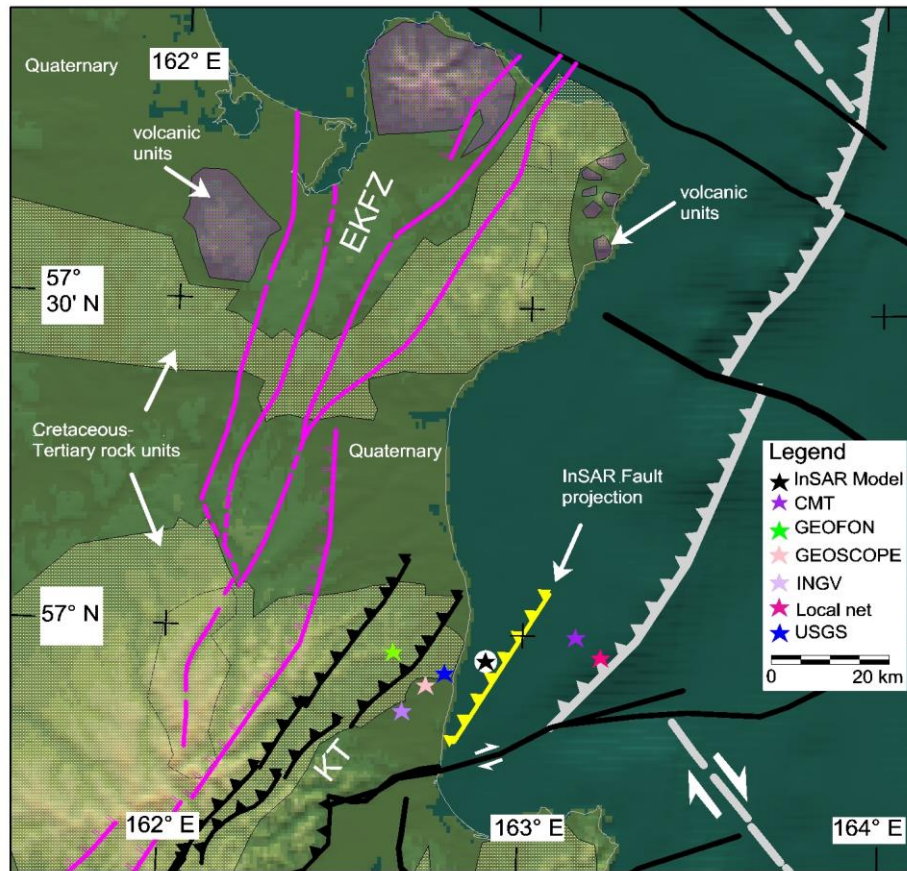 Quaternary
162° E
volcanic
units
EKFZ
volcanic
units
57°
30' N
Cretaceous-
Tertiary rock units
Quaternary
InSAR Fault
projection
Legend
InSAR Model
CMT
GEOFON
GEOSCOPE
INGV
Local net
USGS
0 20 km
57° N
KT
162° E
163° E
164° E